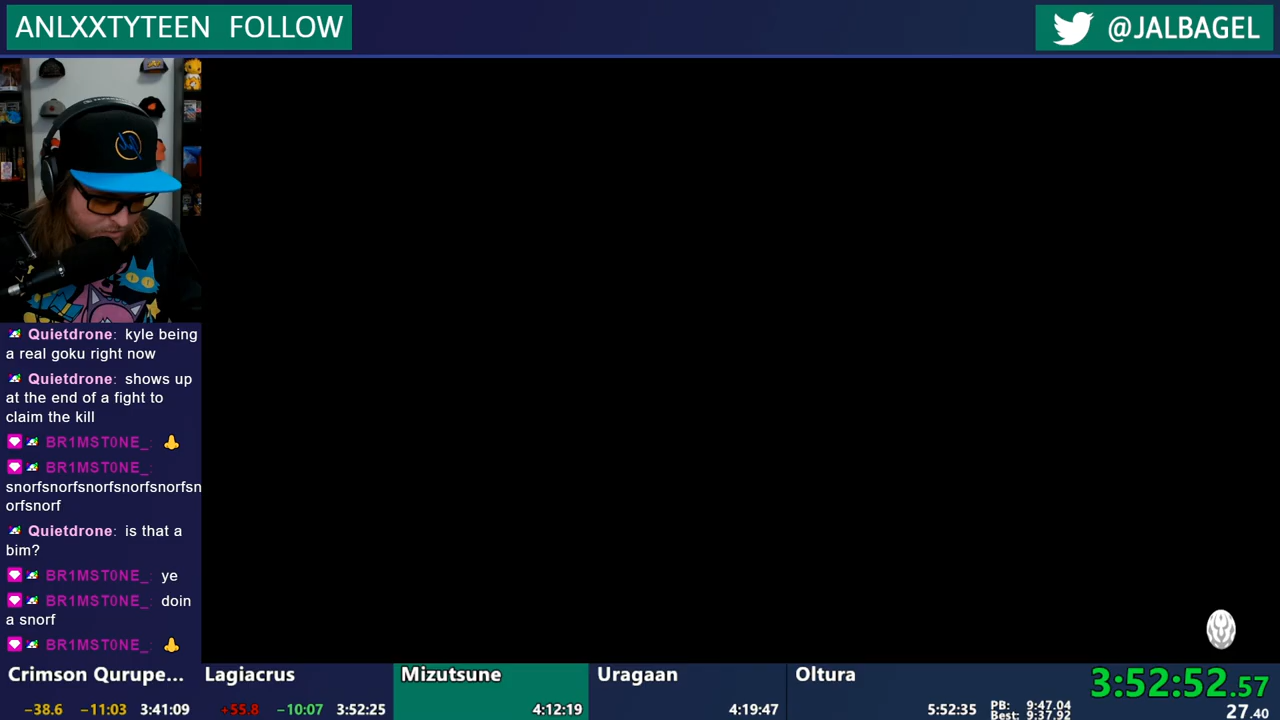 ANLXXTYTEEN FOLLOW
@JALBAGEL
Quietdrone: kyle being
a real goku right now
Quietdrone: shows up
at the end of a fight to
claim the kill
BR1MST0NE_:
BR1MST0NE_:
snorfsnorfsnorfsnorfsnorfsn
orfsnorf
Quietdrone: is that a
bim?
BR1MST0NE_: ye
BR1MST0NE_: doin
a snorf
BR1MST0NE_:
Crimson Qurupe... Lagiacrus Mizutsune Uragaan Oltura
−38.6 −11:03 3:41:09 +55.8 −10:07 3:52:25 4:12:19 4:19:47 5:52:35
3:52:52.57
PB: 9:47.04
Best: 9:37.92
27.40